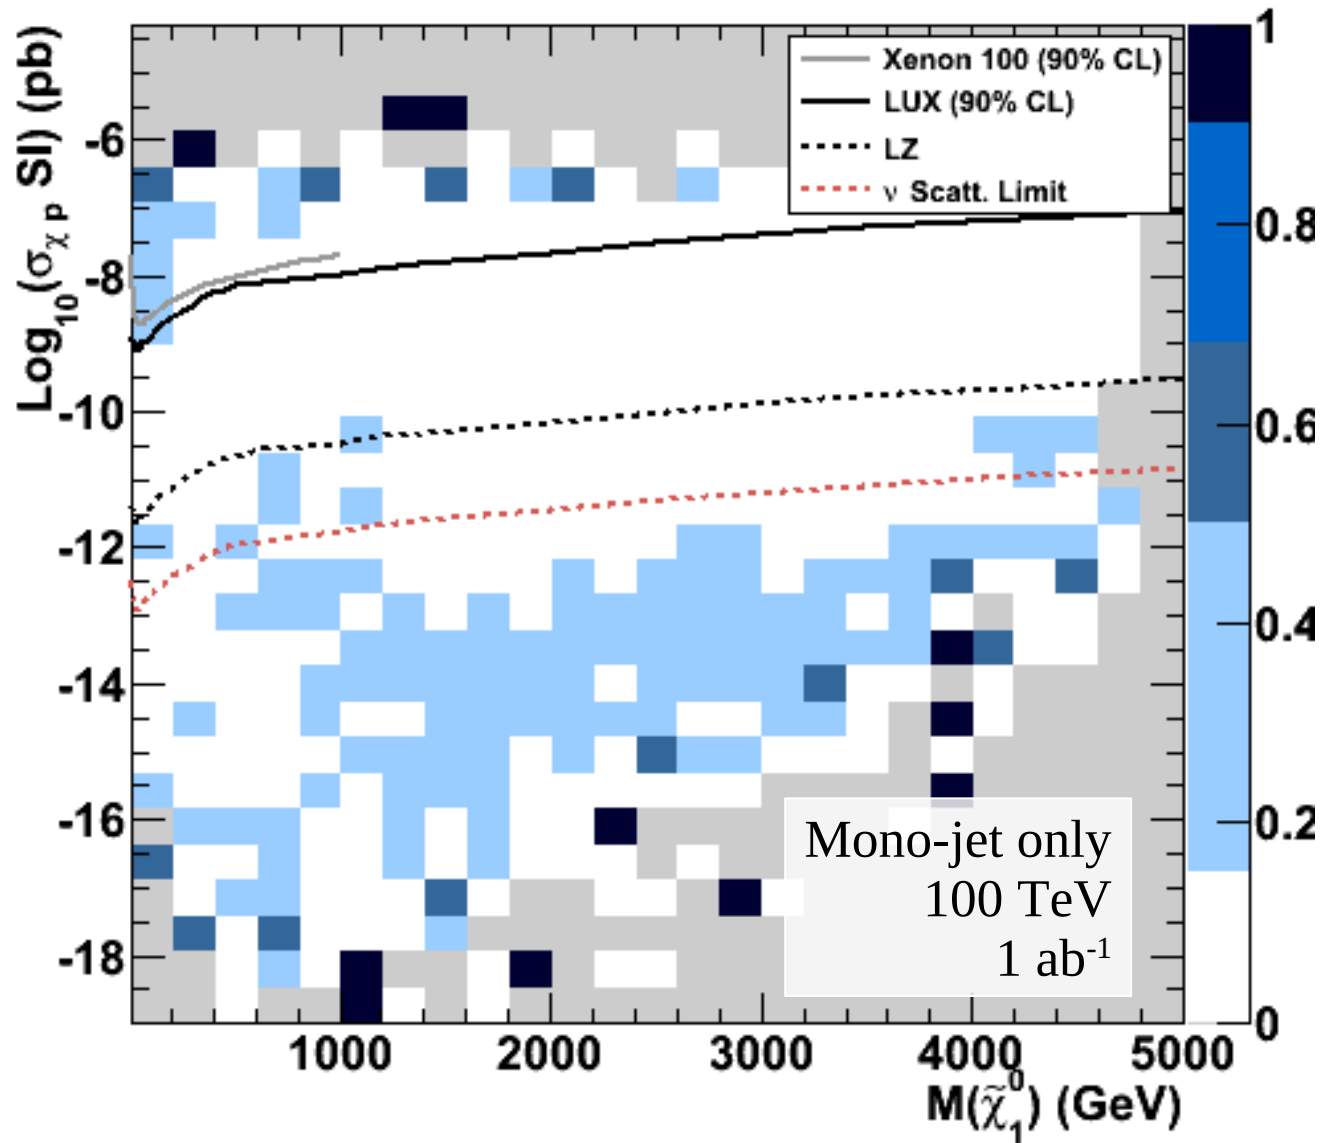 Log10(σχ p SI) (pb)
-6
-8
-10
-12
-14
-16
-18
Xenon 100 (90% CL)
LUX (90% CL)
LZ
ν Scatt. Limit
1
0.8
0.6
0.4
0.2
0
Mono-jet only
100 TeV
1 ab-1
1000 2000 3000 4000 5000
M(χ̃01) (GeV)